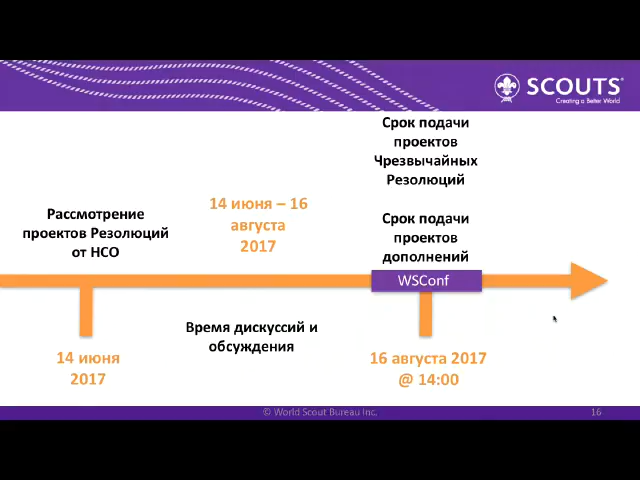 SCOUTS®
Creating a Better World
Срок подачи
проектов
Чрезвычайных
Резолюций
Срок подачи
проектов
дополнений
14 июня – 16
августа
2017
Рассмотрение
проектов Резолюций
от НСО
WSConf
Время дискуссий и
обсуждения
14 июня
2017
16 августа 2017
@ 14:00
© World Scout Bureau Inc.
16